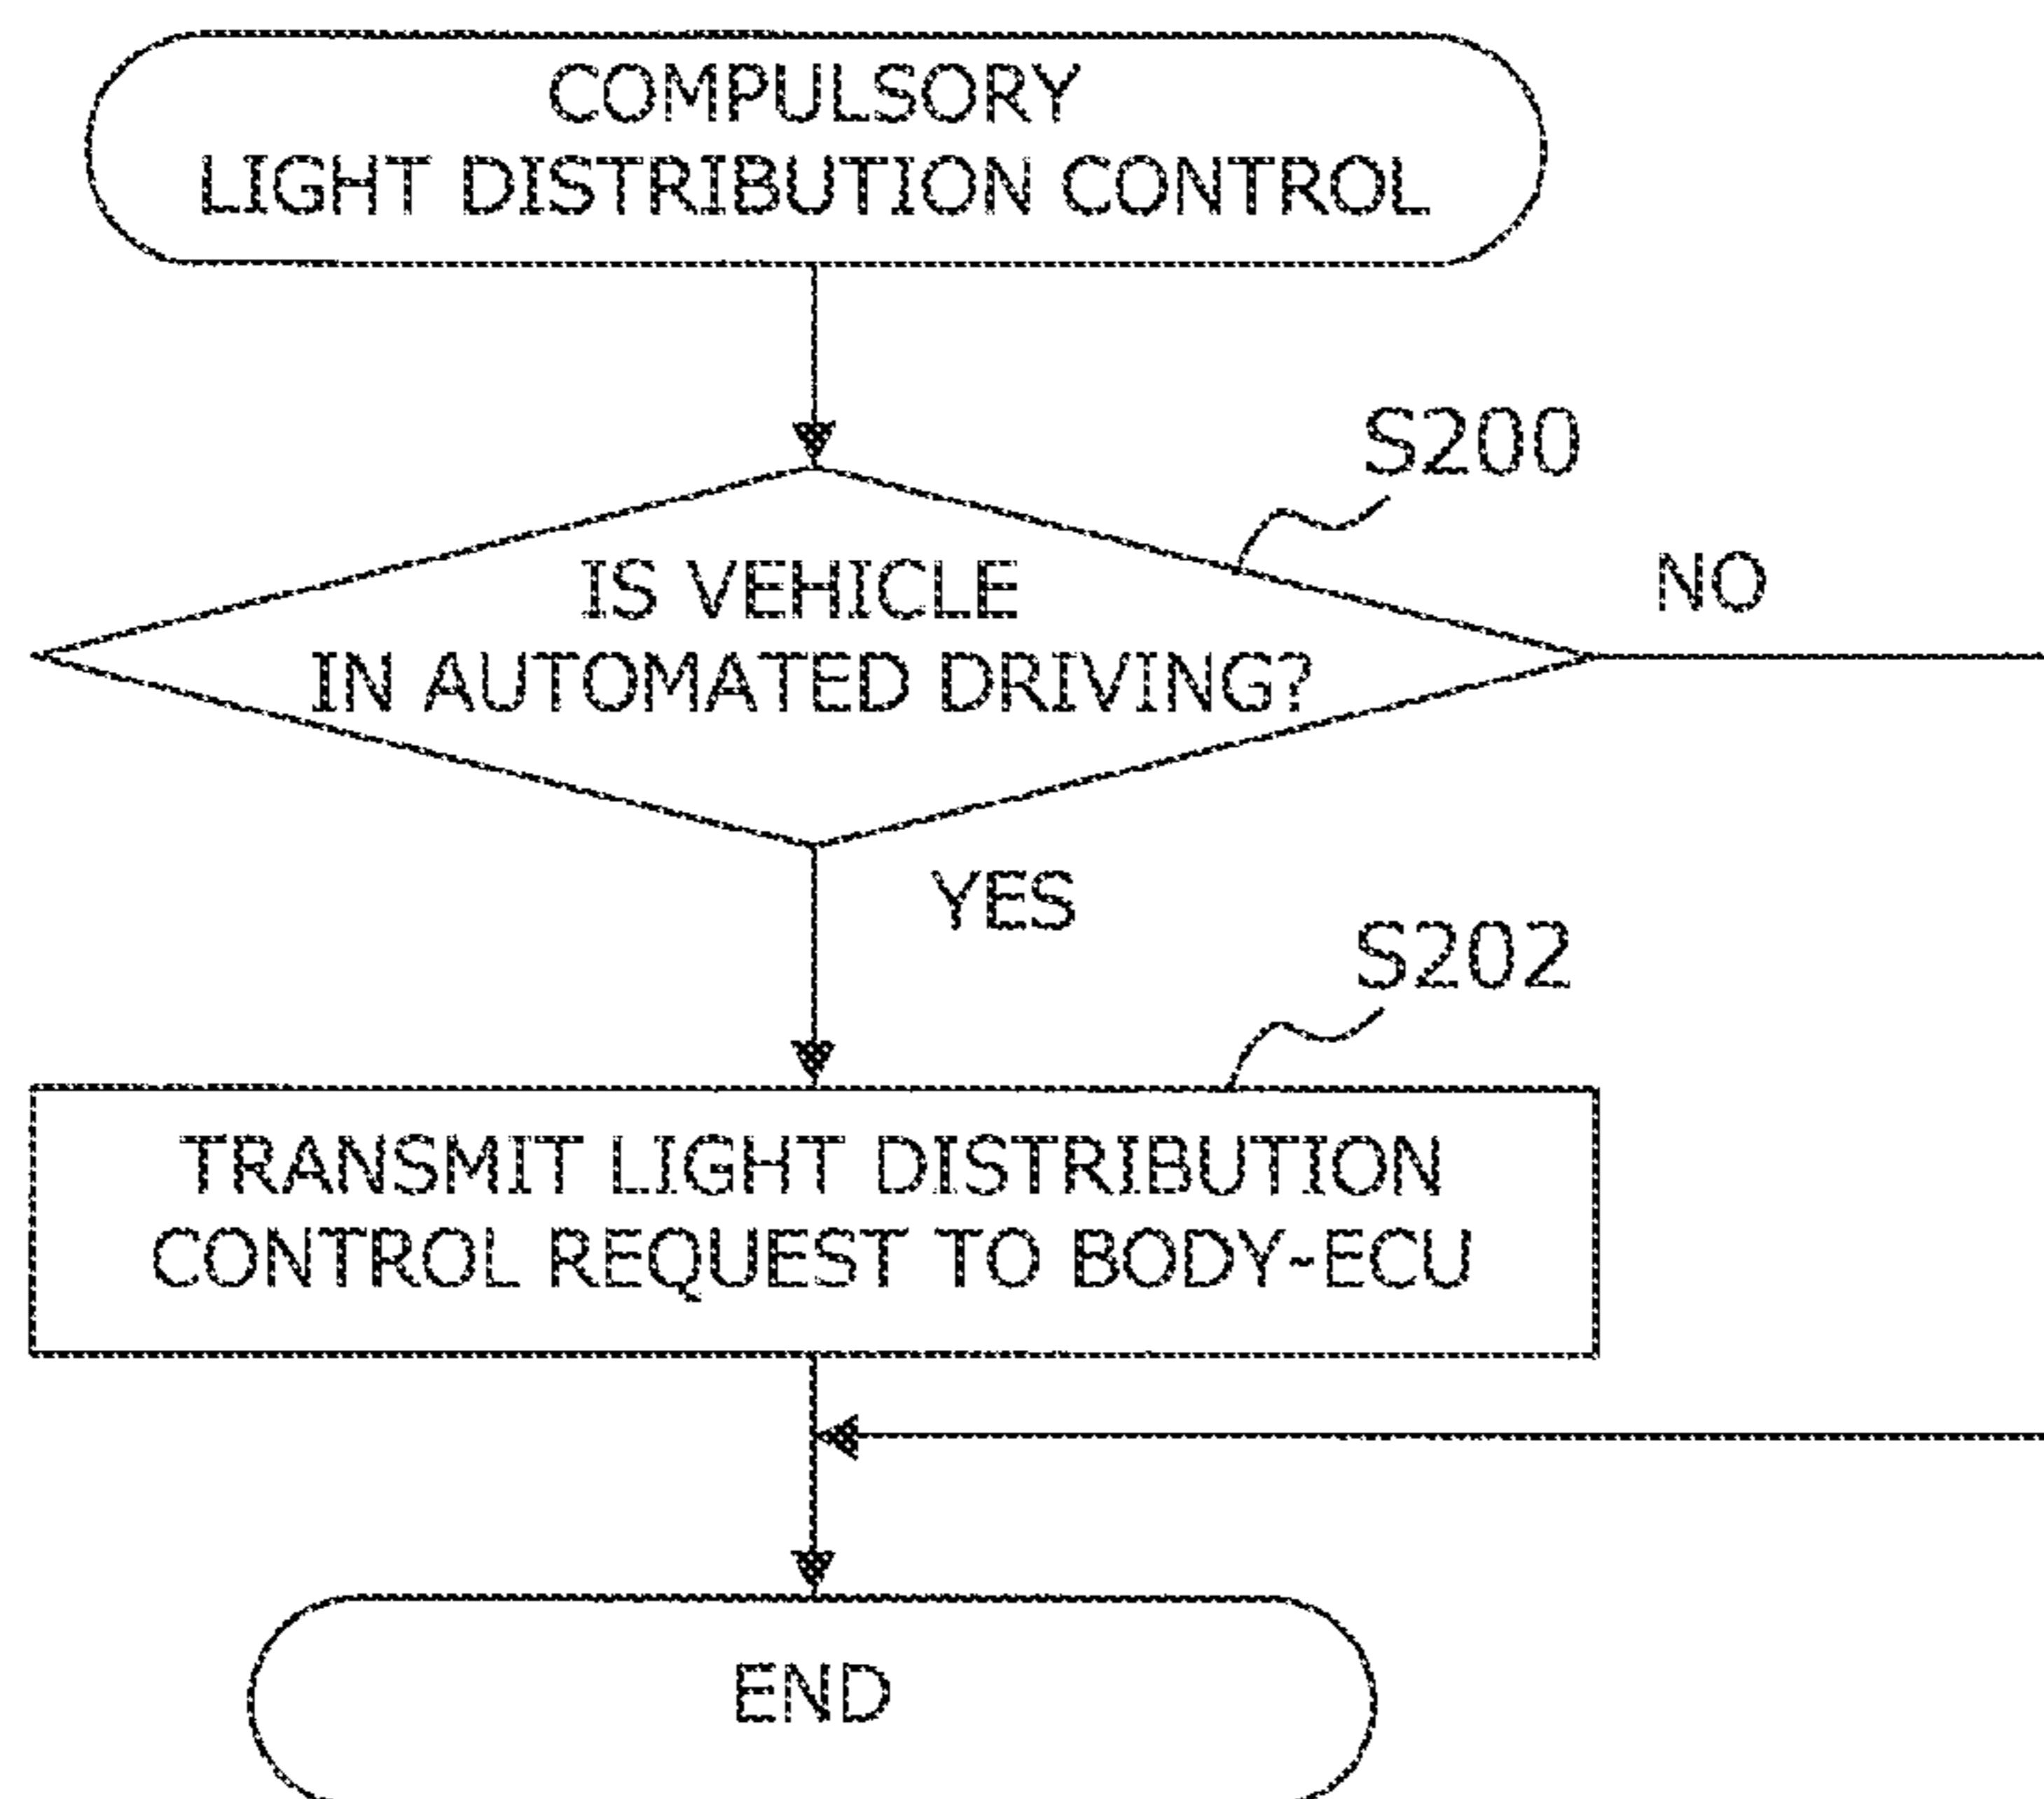 COMPULSORY
LIGHT DISTRIBUTION CONTROL
S200
IS VEHICLE
IN AUTOMATED DRIVING?
NO
YES
S202
TRANSMIT LIGHT DISTRIBUTION
CONTROL REQUEST TO BODY-ECU
END